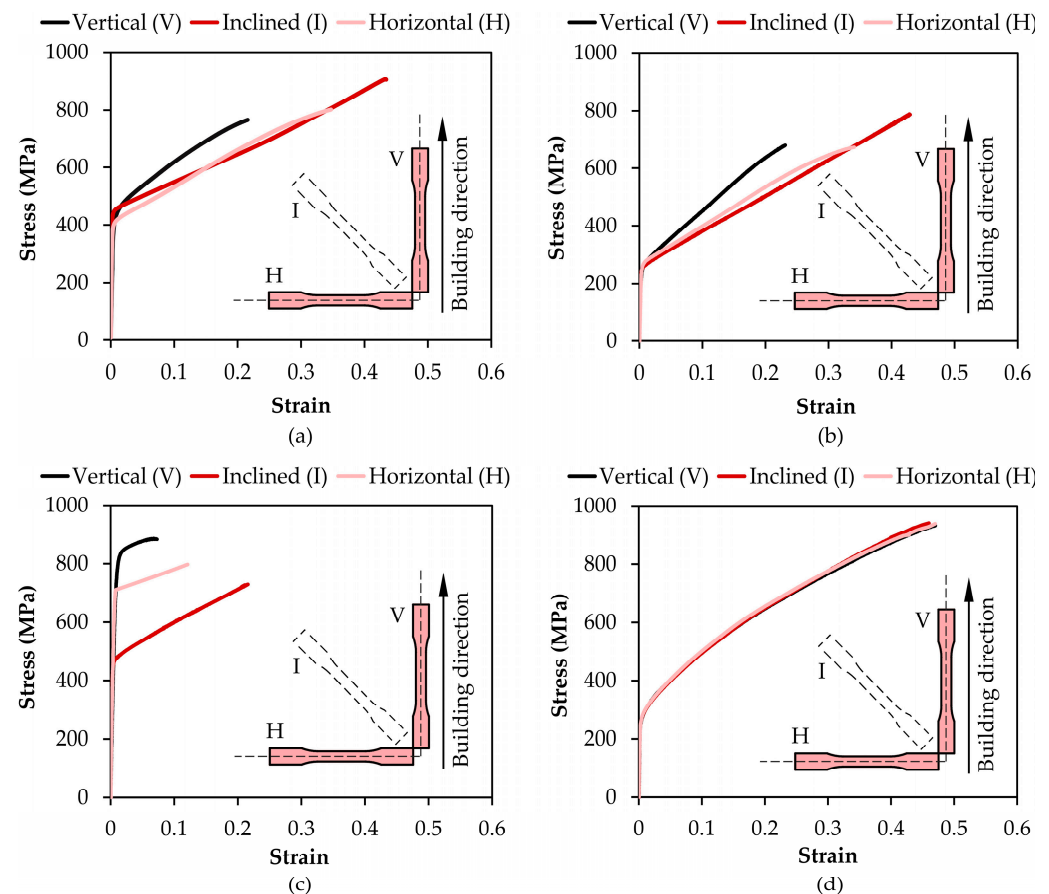 Vertical (V) Inclined (I) Horizontal (H)
1000
800
600
400
200
0
Stress (MPa)
0 0.1 0.2 0.3 0.4 0.5 0.6
Strain
V
I
H
Building direction
(a)
Vertical (V) Inclined (I) Horizontal (H)
1000
800
600
400
200
0
Stress (MPa)
0 0.1 0.2 0.3 0.4 0.5 0.6
Strain
V
I
H
Building direction
(b)
Vertical (V) Inclined (I) Horizontal (H)
1000
800
600
400
200
0
Stress (MPa)
0 0.1 0.2 0.3 0.4 0.5 0.6
Strain
V
I
H
Building direction
(c)
Vertical (V) Inclined (I) Horizontal (H)
1000
800
600
400
200
0
Stress (MPa)
0 0.1 0.2 0.3 0.4 0.5 0.6
Strain
V
I
H
Building direction
(d)